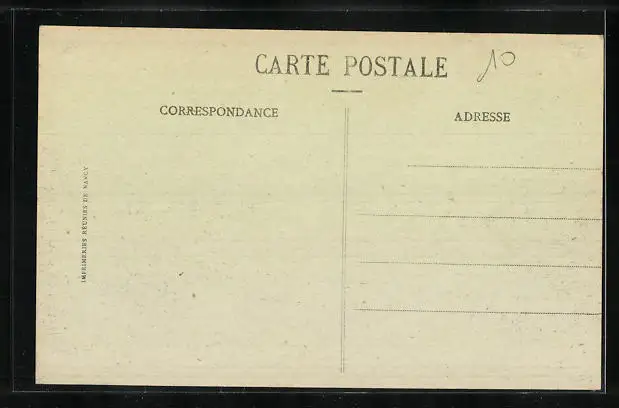 CARTE POSTALE
10
CORRESPONDANCE
ADRESSE
IMPRIMERIES RÉUNIES DE NANCY